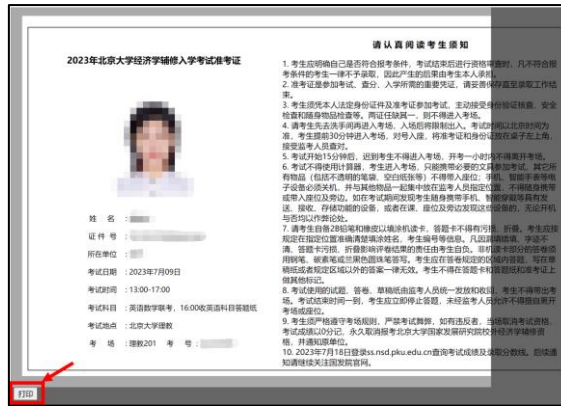 2023年北京大学经济学辅修入学考试准考证
姓 名 :
证 件 号 :
所在单位 :
考试日期 : 2023年7月09日
考试时间 : 13:00-17:00
考试科目 : 英语数学联考，16:00收英语科目答题纸
考试地点 : 北京大学理教
考 场 : 理教201 考 号 :
请 认 真 阅 读 考 生 须 知
1. 考生应明确自己是否符合报考条件，考试结束后进行资格审查时，凡不符合报
考条件的考生一律不予录取，因此产生的后果由考生本人承担。
2. 准考证是参加考试、查分、入学所需的重要凭证，请妥善保存直至录取工作结
束。
3. 考生须凭本人法定身份证件及准考证参加考试，主动接受身份验证核查、安全
检查和随身物品检查等。两证任缺其一，则不得进入考场。
4. 请考生先去洗手间再进入考场，入场后将限制出入。考试时间以北京时间为
准，考生提前30分钟进入考场，对号入座，将准考证和身份证放在桌子左上角，
接受监考人员查对。
5. 考试开始15分钟后，迟到考生不得进入考场，开考一小时内不得离开考场。
6. 考试不得使用计算器，考生进入考场，只能携带必要的文具参加考试，其它所
有物品（包括不透明的笔袋、空白纸张等）不得带入座位；手机、智能手表等电
子设备必须关机，并与其他物品一起集中放在监考人员指定位置，不得随身携带
或带入座位及旁边。如在考试期间发现考生随身携带手机、智能穿戴等具有发
送、接收、存储功能的设备，或者在课、座位及旁边发现这些设备的，无论开机
与否均以作弊论处。
7. 请考生自备2B铅笔和橡皮以填涂机读卡，答题卡不得有污损、折叠。考生应按
规定在指定位置准确清楚填涂姓名、考生编号等信息。凡因漏填错填、字迹不
清、答题卡污损、折叠影响评卷结果的责任由考生自负。非机读卡部分的答卷须
用钢笔、碳素笔或兰黑色圆珠笔答写。考生应在答卷规定的区域内答题，写在草
稿纸或者规定区域以外的答案一律无效。考生不得在答题卡和答题纸和准考证上
做其他标记。
8. 考试使用的试题、答卷、草稿纸由监考人员统一发放和收回，考生不得带出考
场。考试结束时间一到，考生应立即停止答题，未经监考人员允许不得擅自离开
考场或座位。
9. 考生须严格遵守考场规则，严禁考试舞弊，如有违反者，当场取消考试资格，
考试成绩以0分记，永久取消报考北京大学国家发展研究院校外经济学辅修资
格，并通知原单位。
10. 2023年7月18日登录ss.nsd.pku.edu.cn查询考试成绩及录取分数线。后续通
知请继续关注国发院官网。
打印